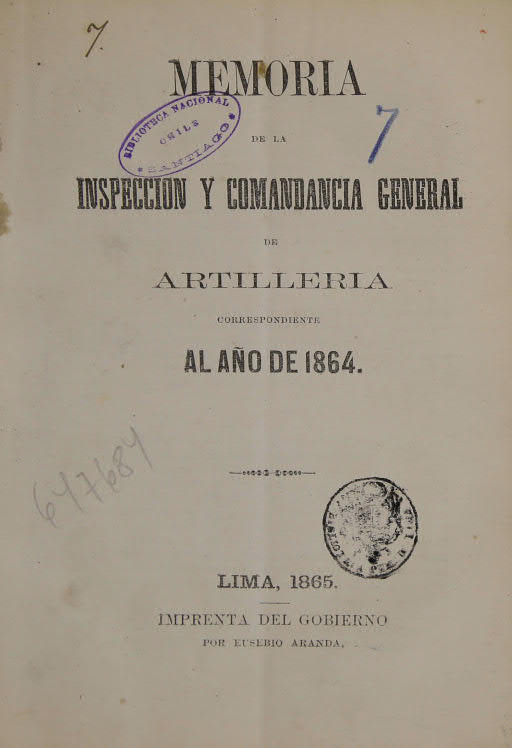 7.
MEMORIA
BIBLIOTECA NACIONAL
CHILE
* SANTIAGO *
7
DE LA
INSPECCION Y COMANDANCIA GENERAL
DE
ARTILLERIA
CORRESPONDIENTE
AL AÑO DE 1864.
647684
LIMA, 1865.
IMPRENTA DEL GOBIERNO
POR EUSEBIO ARANDA,